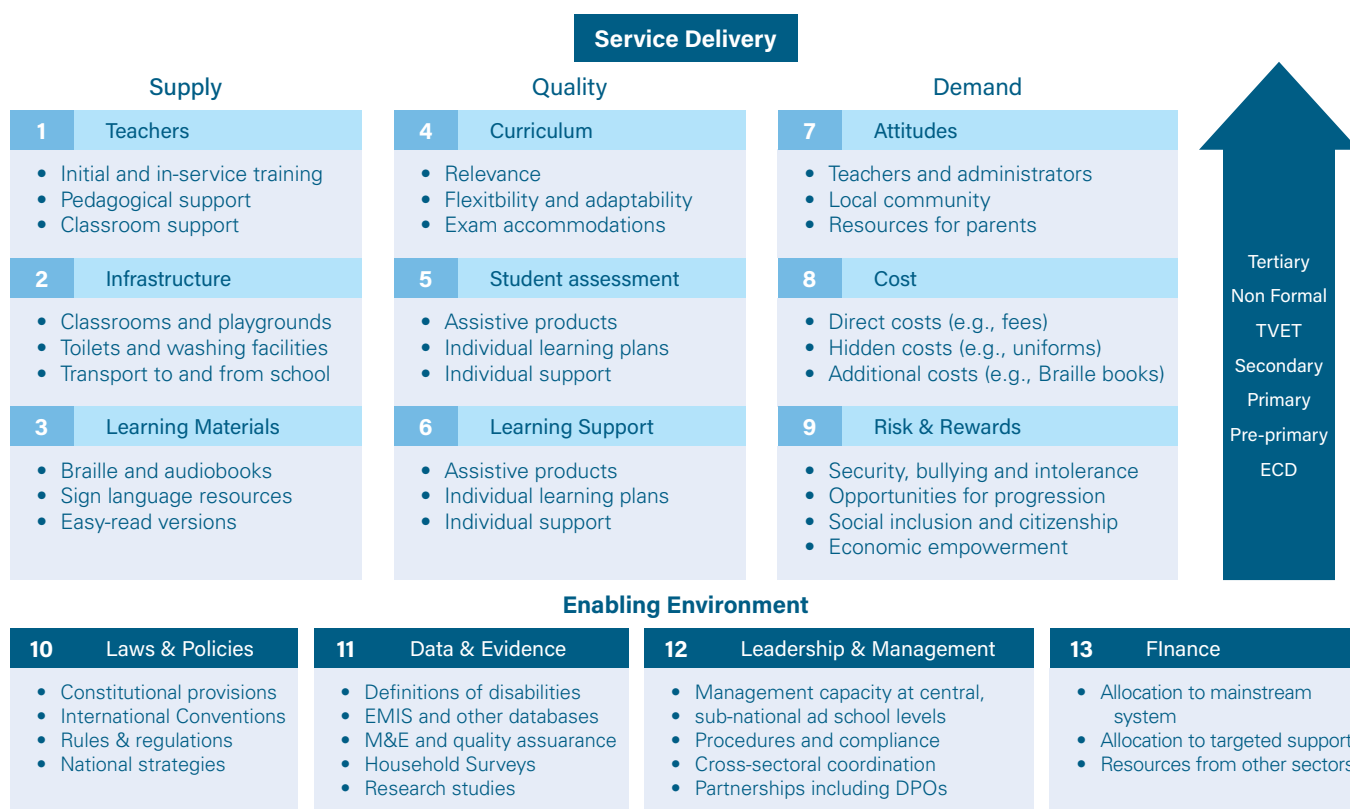 Service Delivery
Supply
1 Teachers
• Initial and in-service training
• Pedagogical support
• Classroom support
2 Infrastructure
• Classrooms and playgrounds
• Toilets and washing facilities
• Transport to and from school
3 Learning Materials
• Braille and audiobooks
• Sign language resources
• Easy-read versions
Quality
4 Curriculum
• Relevance
• Flexitbility and adaptability
• Exam accommodations
5 Student assessment
• Assistive products
• Individual learning plans
• Individual support
6 Learning Support
• Assistive products
• Individual learning plans
• Individual support
Demand
7 Attitudes
• Teachers and administrators
• Local community
• Resources for parents
8 Cost
• Direct costs (e.g., fees)
• Hidden costs (e.g., uniforms)
• Additional costs (e.g., Braille books)
9 Risk & Rewards
• Security, bullying and intolerance
• Opportunities for progression
• Social inclusion and citizenship
• Economic empowerment
Tertiary
Non Formal
TVET
Secondary
Primary
Pre-primary
ECD
Enabling Environment
10 Laws & Policies
• Constitutional provisions
• International Conventions
• Rules & regulations
• National strategies
11 Data & Evidence
• Definitions of disabilities
• EMIS and other databases
• M&E and quality assuarance
• Household Surveys
• Research studies
12 Leadership & Management
• Management capacity at central,
• sub-national ad school levels
• Procedures and compliance
• Cross-sectoral coordination
• Partnerships including DPOs
13 FInance
• Allocation to mainstream
system
• Allocation to targeted support
• Resources from other sectors